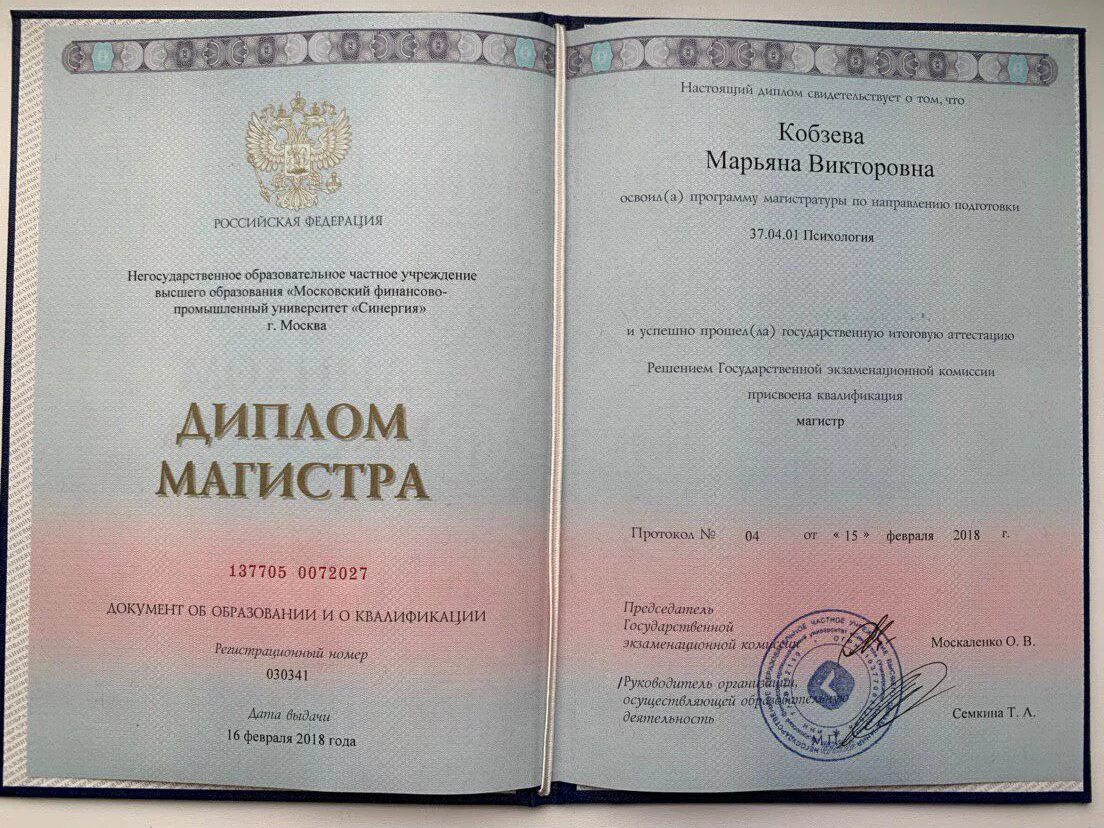 РОССИЙСКАЯ ФЕДЕРАЦИЯ
Негосударственное образовательное частное учреждение
высшего образования «Московский финансово-
промышленный университет «Синергия»
г. Москва
ДИПЛОМ
МАГИСТРА
137705 0072027
ДОКУМЕНТ ОБ ОБРАЗОВАНИИ И О КВАЛИФИКАЦИИ
Регистрационный номер
030341
Дата выдачи
16 февраля 2018 года
Настоящий диплом свидетельствует о том, что
Кобзева
Марьяна Викторовна
освоил(а) программу магистратуры по направлению подготовки
37.04.01 Психология
и успешно прошел(ла) государственную итоговую аттестацию
Решением Государственной экзаменационной комиссии
присвоена квалификация
магистр
Протокол № 04 от « 15 » февраля 2018 г.
Председатель
Государственной
экзаменационной комиссии
Москаленко О. В.
Руководитель организации,
осуществляющей образовательную
деятельность
Семкина Т. А.
М.П.